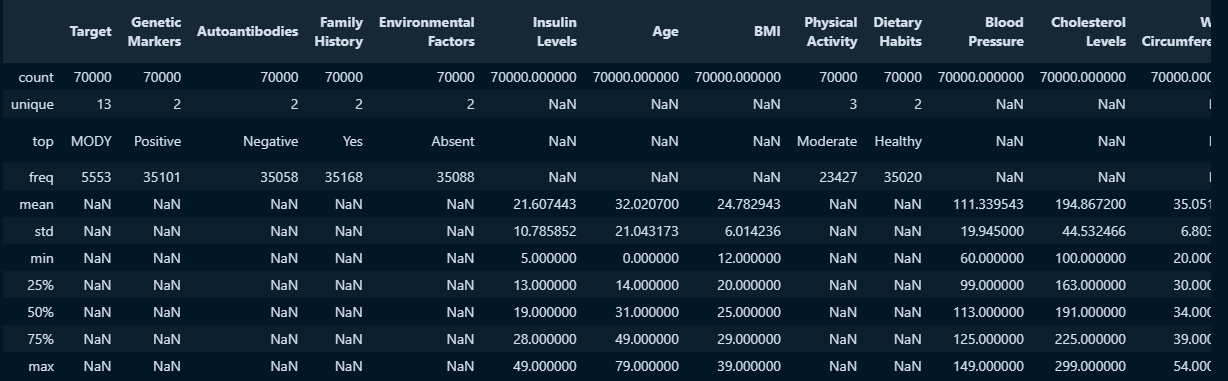 Target Genetic Markers Autoantibodies Family History Environmental Factors Insulin Levels Age BMI Physical Activity Dietary Habits Blood Pressure Cholesterol Levels W Circumfere
count 70000 70000 70000 70000 70000 70000.000000 70000.000000 70000.000000 70000 70000 70000.000000 70000.000000 70000.000
unique 13 2 2 2 2 NaN NaN NaN 3 2 NaN NaN
top MODY Positive Negative Yes Absent NaN NaN NaN Moderate Healthy NaN NaN
freq 5553 35101 35058 35168 35088 NaN NaN NaN 23427 35020 NaN NaN
mean NaN NaN NaN NaN NaN 21.607443 32.020700 24.782943 NaN NaN 111.339543 194.867200 35.051
std NaN NaN NaN NaN NaN 10.785852 21.043173 6.014236 NaN NaN 19.945000 44.532466 6.803
min NaN NaN NaN NaN NaN 5.000000 0.000000 12.000000 NaN NaN 60.000000 100.000000 20.000
25% NaN NaN NaN NaN NaN 13.000000 14.000000 20.000000 NaN NaN 99.000000 163.000000 30.000
50% NaN NaN NaN NaN NaN 19.000000 31.000000 25.000000 NaN NaN 113.000000 191.000000 34.000
75% NaN NaN NaN NaN NaN 28.000000 49.000000 29.000000 NaN NaN 125.000000 225.000000 39.000
max NaN NaN NaN NaN NaN 49.000000 79.000000 39.000000 NaN NaN 149.000000 299.000000 54.000